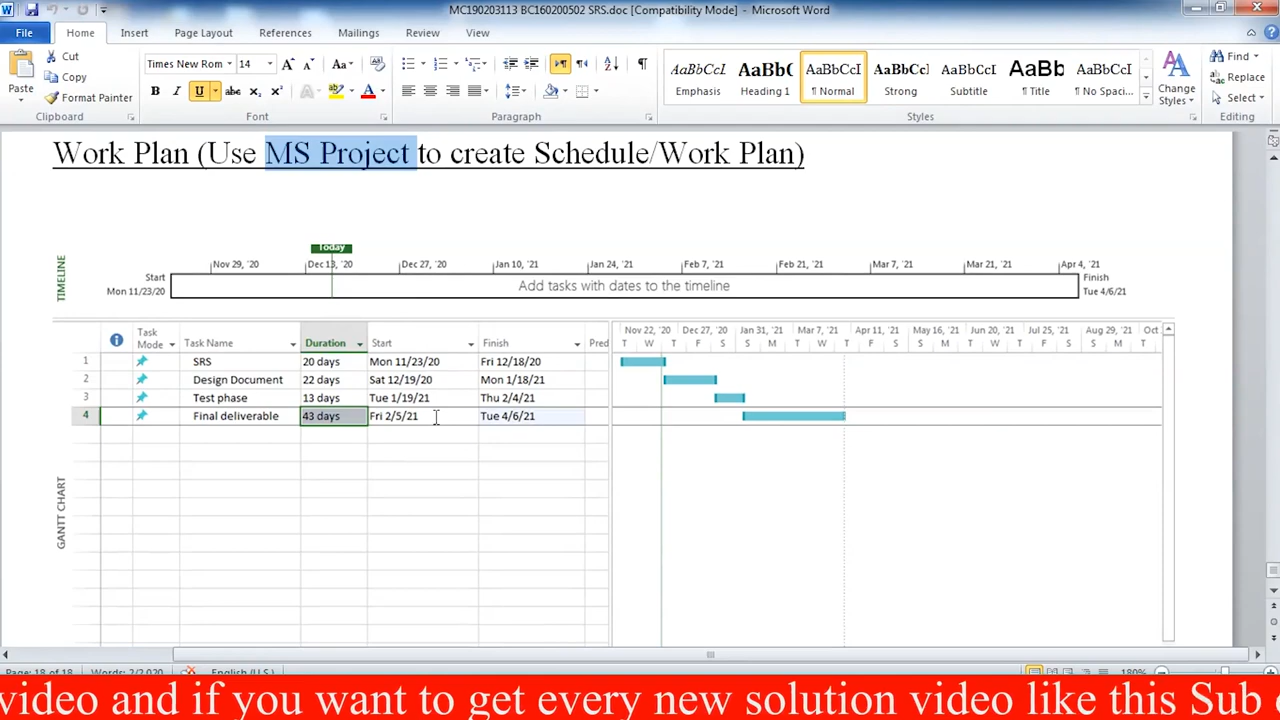 MC190203113 BC160200502 SRS.doc [Compatibility Mode] - Microsoft Word
File Home Insert Page Layout References Mailings Review View
Paste Cut Copy Format Painter
Times New Rom 14
AaBbCcI Emphasis AaBb( Heading 1 AaBbCcI ¶ Normal AaBbCcI Strong AaBbCcI Subtitle AaBb ¶ Title AaBbCcI ¶ No Spaci...
Change Styles
Find Replace Select
Clipboard Font Paragraph Styles Editing
Work Plan (Use MS Project to create Schedule/Work Plan)
TIMELINE
Today
Nov 29, '20 Dec 13, '20 Dec 27, '20 Jan 10, '21 Jan 24, '21 Feb 7, '21 Feb 21, '21 Mar 7, '21 Mar 21, '21 Apr 4, '21
Start
Mon 11/23/20
Add tasks with dates to the timeline
Finish
Tue 4/6/21
GANTT CHART
Task Mode Task Name Duration Start Finish Pred
Nov 22, '20 Dec 27, '20 Jan 31, '21 Mar 7, '21 Apr 11, '21 May 16, '21 Jun 20, '21 Jul 25, '21 Aug 29, '21 Oct
T W F S T W T F S T W T F S T W T
1 SRS 20 days Mon 11/23/20 Fri 12/18/20
2 Design Document 22 days Sat 12/19/20 Mon 1/18/21
3 Test phase 13 days Tue 1/19/21 Thu 2/4/21
4 Final deliverable 43 days Fri 2/5/21 Tue 4/6/21
Page: 18 of 18 Words: 2/2,020 English (U.S.) 180%
video and if you want to get every new solution video like this Sub